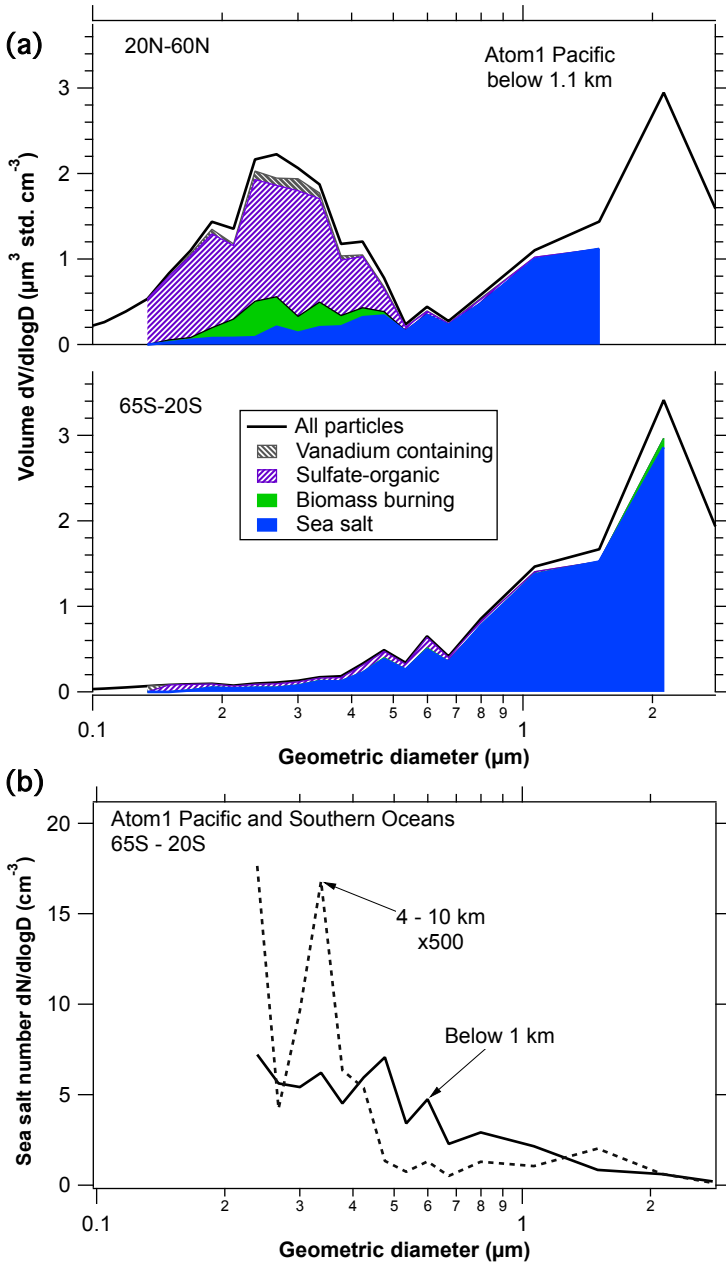 (a)
20N-60N
Atom1 Pacific
below 1.1 km
3
2
1
0
Volume dV/dlogD (µm³ std. cm⁻³)
65S-20S
All particles
Vanadium containing
Sulfate-organic
Biomass burning
Sea salt
3
2
1
0
0.1
2
3
4
5
6
7
8
9
1
2
Geometric diameter (µm)
(b)
Atom1 Pacific and Southern Oceans
65S - 20S
4 - 10 km
x500
Below 1 km
20
15
10
5
0
Sea salt number dN/dlogD (cm⁻³)
0.1
2
3
4
5
6
7
8
9
1
2
Geometric diameter (µm)